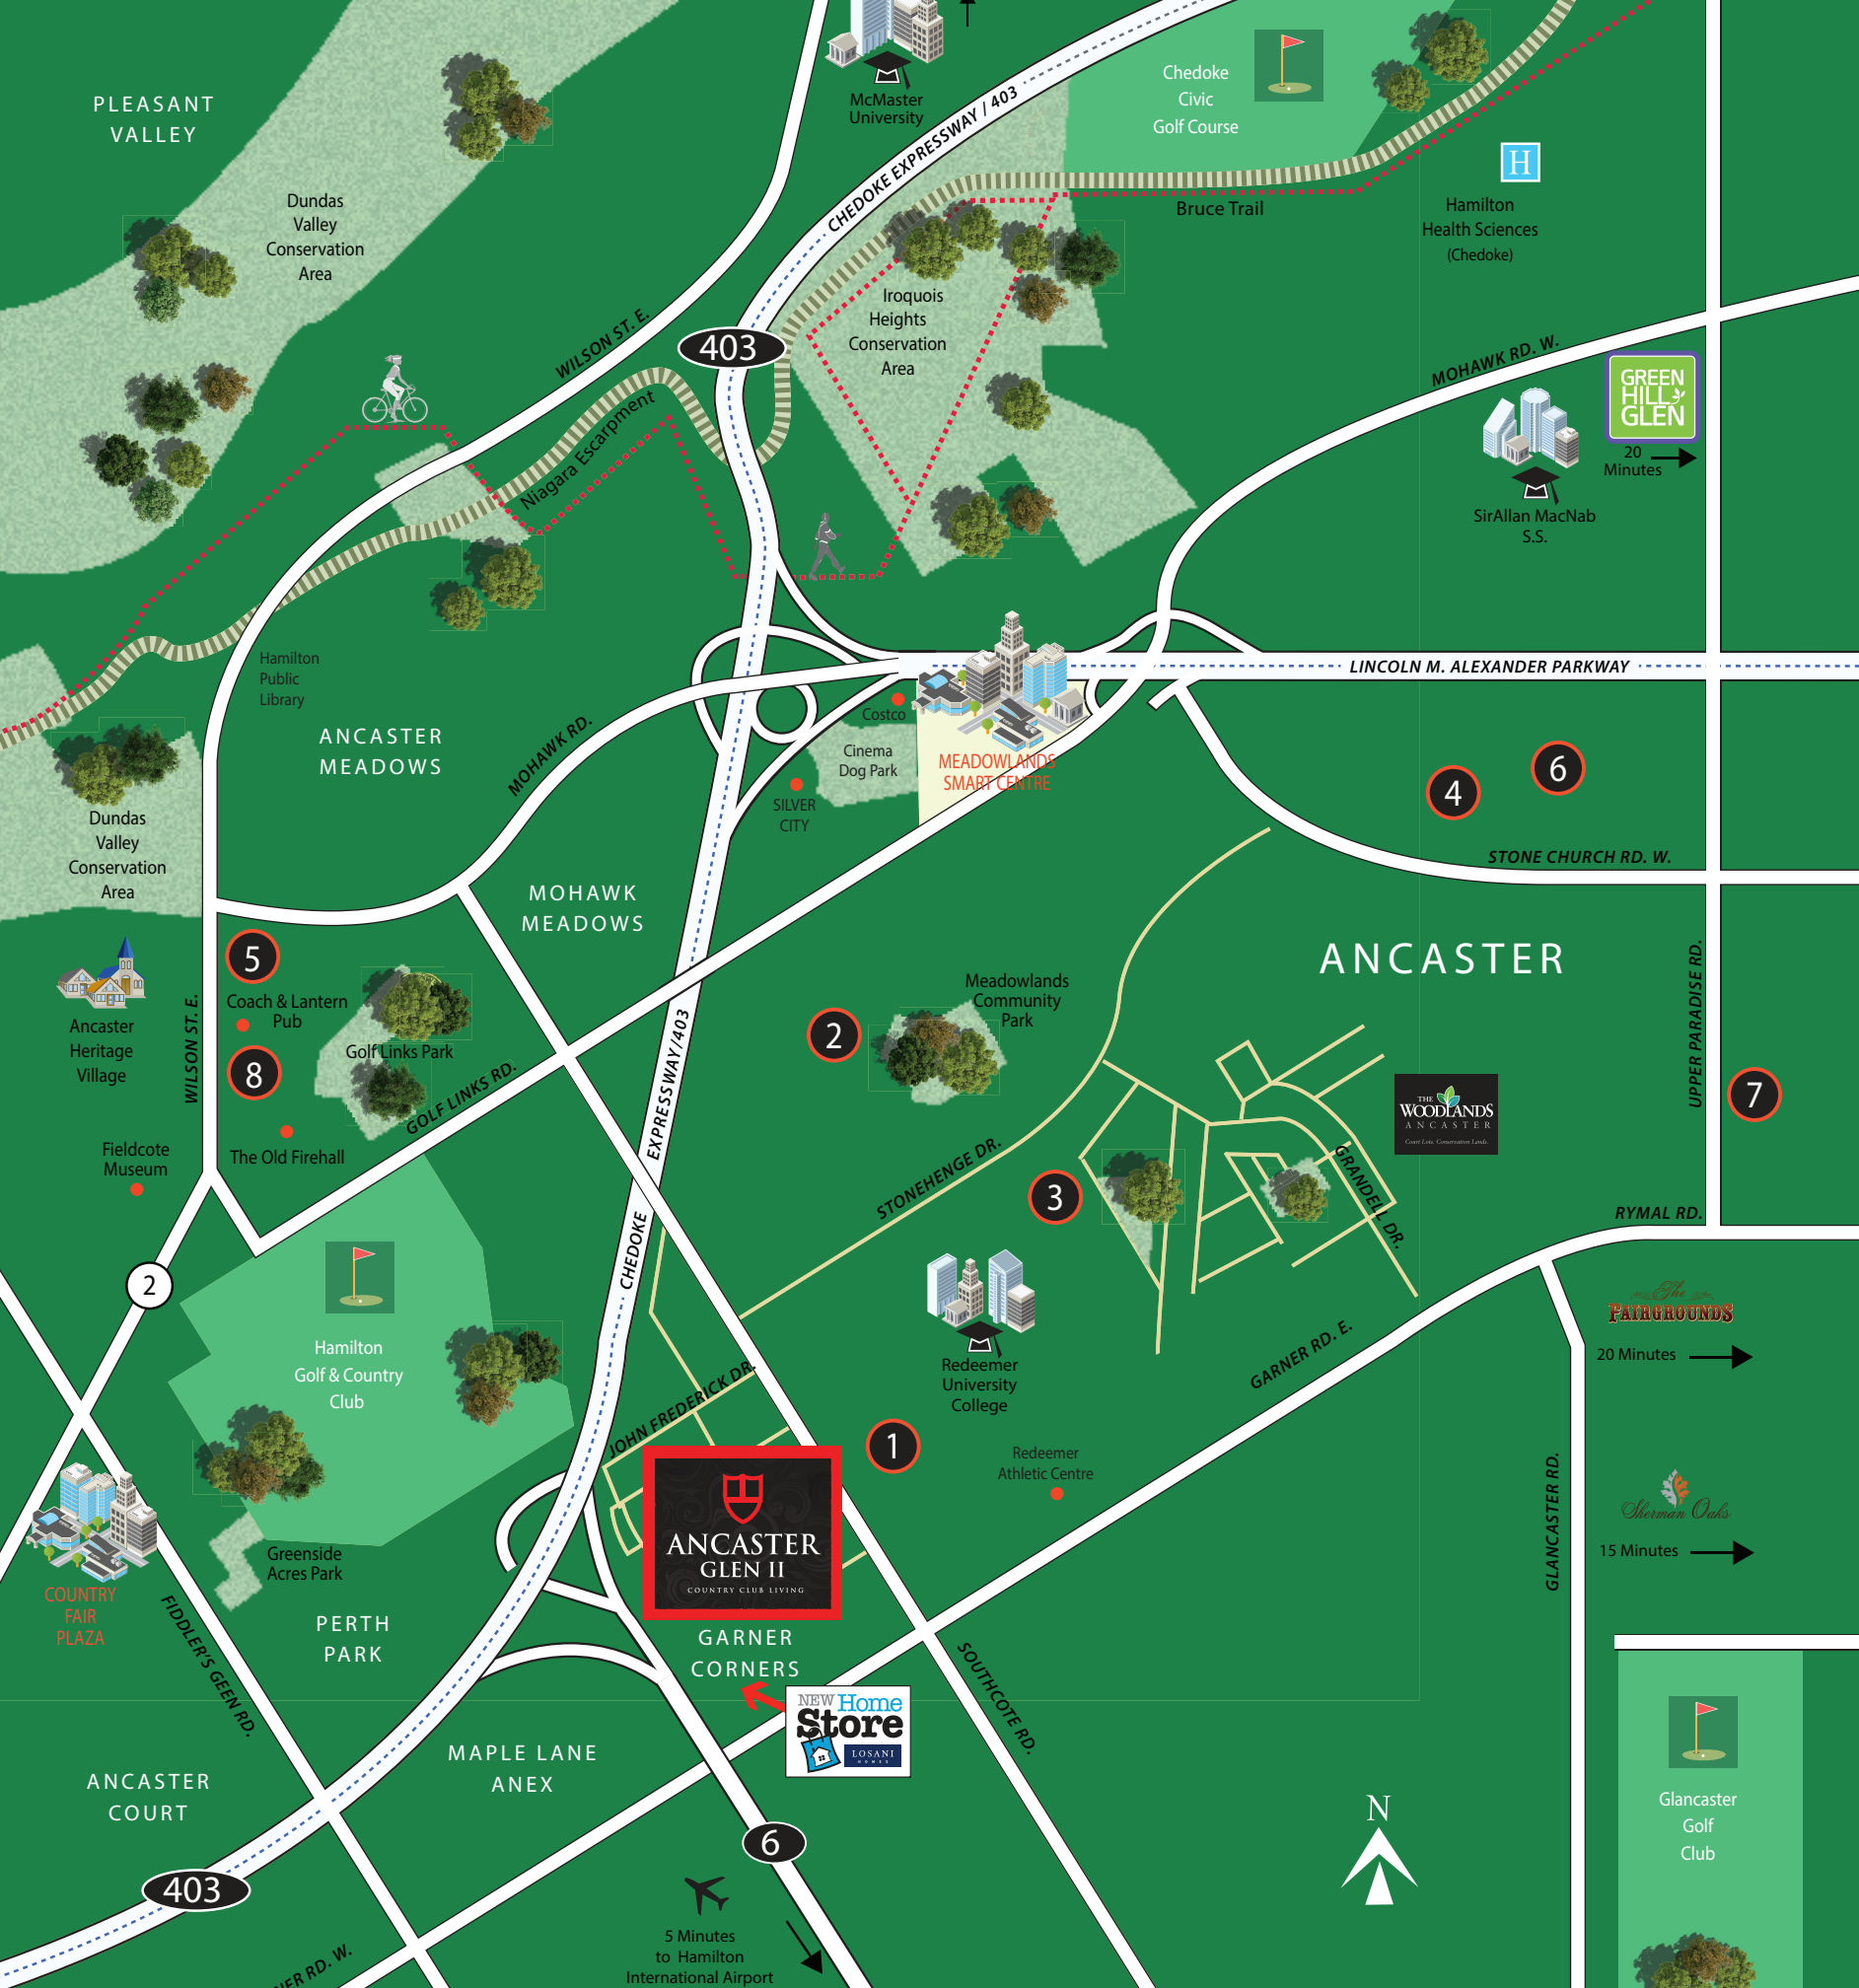 PLEASANT
VALLEY
McMaster
University
CHEDOKE EXPRESSWAY / 403
Chedoke
Civic
Golf Course
H
Hamilton
Health Sciences
(Chedoke)
Bruce Trail
Dundas
Valley
Conservation
Area
WILSON ST. E.
403
Iroquois
Heights
Conservation
Area
MOHAWK RD. W.
GREEN
HILL
GLEN
20
Minutes
SirAllan MacNab
S.S.
Niagara Escarpment
Hamilton
Public
Library
LINCOLN M. ALEXANDER PARKWAY
ANCASTER
MEADOWS
MOHAWK RD.
Costco
Cinema
Dog Park
MEADOWLANDS
SMART CENTRE
SILVER
CITY
4
6
Dundas
Valley
Conservation
Area
STONE CHURCH RD. W.
MOHAWK
MEADOWS
ANCASTER
5
Coach & Lantern
Pub
WILSON ST. E.
Ancaster
Heritage
Village
8
Golf Links Park
GOLF LINKS RD.
The Old Firehall
Fieldcote
Museum
EXPRESSWAY/403
CHEDOKE
2
Meadowlands
Community
Park
UPPER PARADISE RD.
THE
WOODLANDS
ANCASTER
Court Lots. Conservation Lands.
7
STONEHENGE DR.
3
GRANDELL DR.
RYMAL RD.
2
Hamilton
Golf & Country
Club
Redeemer
University
College
GARNER RD. E.
The
FAIRGROUNDS
20 Minutes
JOHN FREDERICK DR.
1
Redeemer
Athletic Centre
GLANCASTER RD.
Sherman Oaks
15 Minutes
ANCASTER
GLEN II
COUNTRY CLUB LIVING
COUNTRY
FAIR
PLAZA
Greenside
Acres Park
PERTH
PARK
FIDDLER'S GEEN RD.
GARNER
CORNERS
SOUTHCOTE RD.
NEW Home
Store
LOSANI
HOMES
MAPLE LANE
ANEX
ANCASTER
COURT
6
N
Glancaster
Golf
Club
403
NER RD. W.
5 Minutes
to Hamilton
International Airport